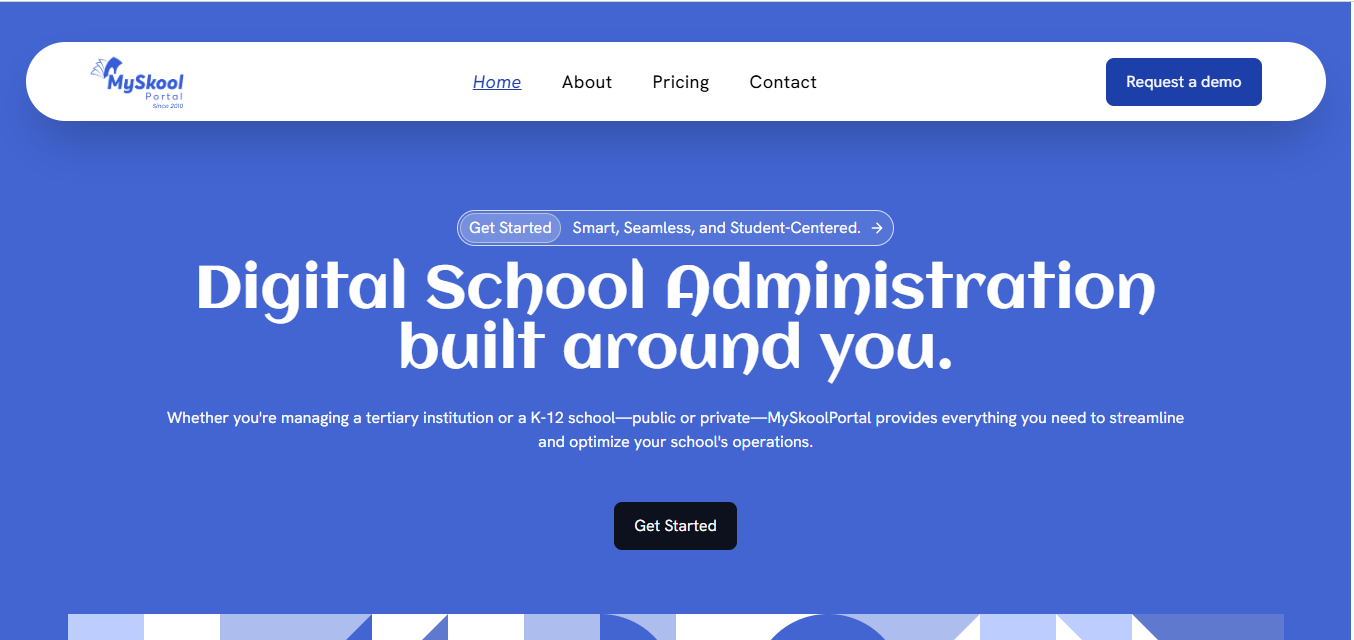 MySkool
Portal
Since 2010
Home
About
Pricing
Contact
Request a demo
Get Started Smart, Seamless, and Student-Centered. →
Digital School Administration
built around you.
Whether you're managing a tertiary institution or a K-12 school—public or private—MySkoolPortal provides everything you need to streamline
and optimize your school's operations.
Get Started